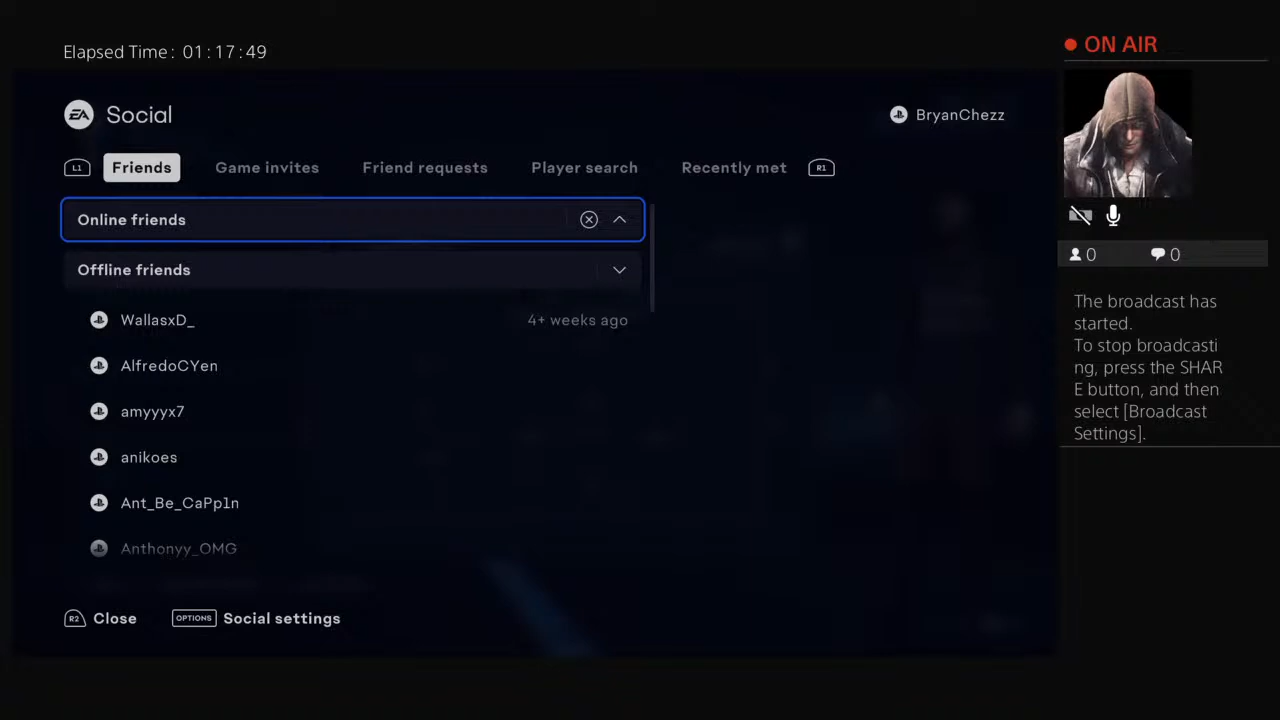 Elapsed Time: 01:17:49
ON AIR
EA Social
BryanChezz
L1 Friends Game invites Friend requests Player search Recently met R1
Online friends
Offline friends
WallasxD_ 4+ weeks ago
AlfredoCYen
amyyyx7
anikoes
Ant_Be_CaPp1n
Anthonyy_OMG
R2 Close OPTIONS Social settings
0 0
The broadcast has
started.
To stop broadcasti
ng, press the SHAR
E button, and then
select [Broadcast
Settings].